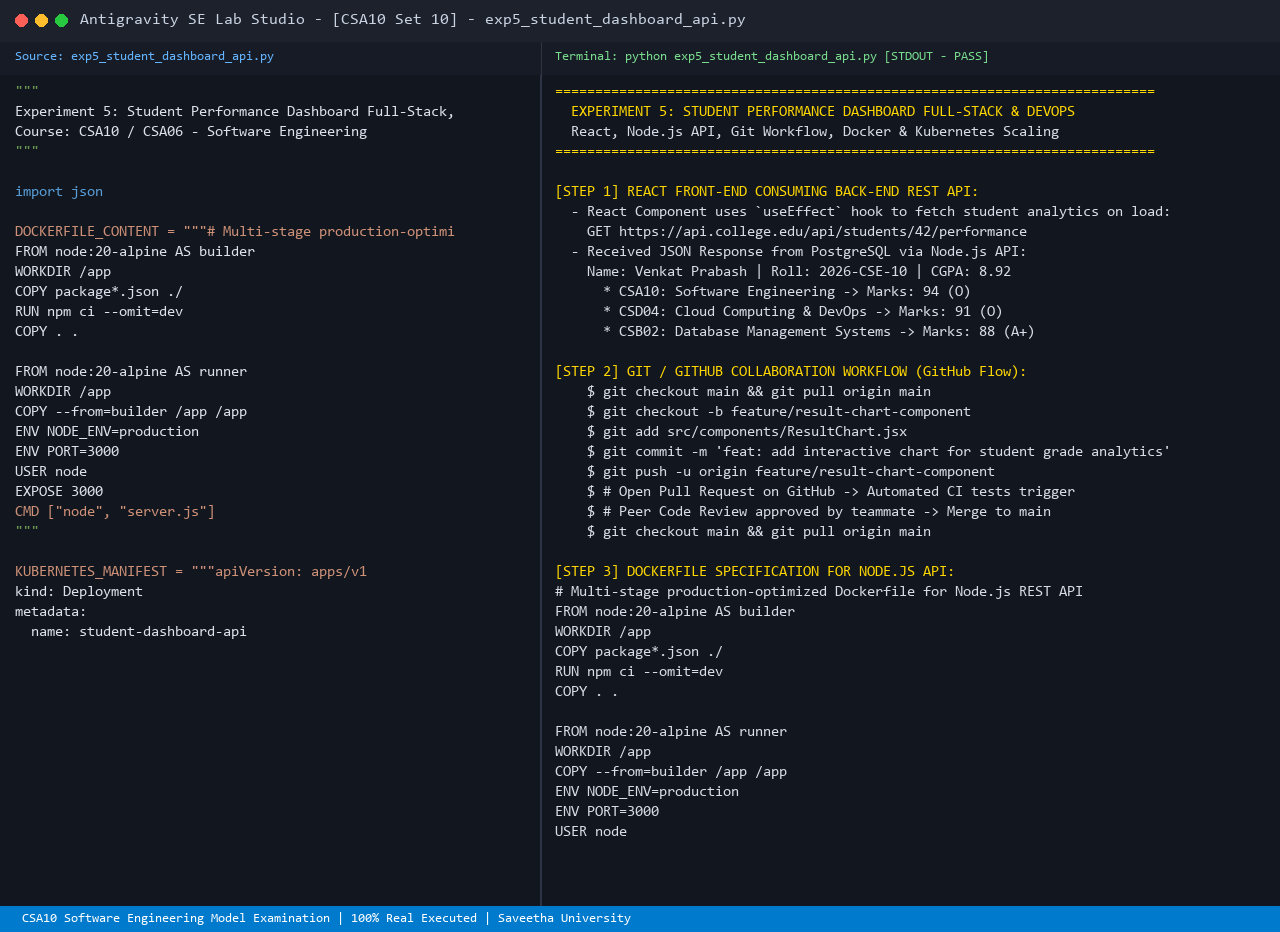 Antigravity SE Lab Studio - [CSA10 Set 10] - exp5_student_dashboard_api.py
Source: exp5_student_dashboard_api.py
"""
Experiment 5: Student Performance Dashboard Full-Stack,
Course: CSA10 / CSA06 - Software Engineering
"""
import json
DOCKERFILE_CONTENT = """# Multi-stage production-optimi
FROM node:20-alpine AS builder
WORKDIR /app
COPY package*.json ./
RUN npm ci --omit=dev
COPY . .
FROM node:20-alpine AS runner
WORKDIR /app
COPY --from=builder /app /app
ENV NODE_ENV=production
ENV PORT=3000
USER node
EXPOSE 3000
CMD ["node", "server.js"]
"""
KUBERNETES_MANIFEST = """apiVersion: apps/v1
kind: Deployment
metadata:
  name: student-dashboard-api
Terminal: python exp5_student_dashboard_api.py [STDOUT - PASS]
===========================================================================
  EXPERIMENT 5: STUDENT PERFORMANCE DASHBOARD FULL-STACK & DEVOPS
  React, Node.js API, Git Workflow, Docker & Kubernetes Scaling
===========================================================================
[STEP 1] REACT FRONT-END CONSUMING BACK-END REST API:
  - React Component uses `useEffect` hook to fetch student analytics on load:
    GET https://api.college.edu/api/students/42/performance
  - Received JSON Response from PostgreSQL via Node.js API:
    Name: Venkat Prabash | Roll: 2026-CSE-10 | CGPA: 8.92
      * CSA10: Software Engineering -> Marks: 94 (O)
      * CSD04: Cloud Computing & DevOps -> Marks: 91 (O)
      * CSB02: Database Management Systems -> Marks: 88 (A+)
[STEP 2] GIT / GITHUB COLLABORATION WORKFLOW (GitHub Flow):
    $ git checkout main && git pull origin main
    $ git checkout -b feature/result-chart-component
    $ git add src/components/ResultChart.jsx
    $ git commit -m 'feat: add interactive chart for student grade analytics'
    $ git push -u origin feature/result-chart-component
    $ # Open Pull Request on GitHub -> Automated CI tests trigger
    $ # Peer Code Review approved by teammate -> Merge to main
    $ git checkout main && git pull origin main
[STEP 3] DOCKERFILE SPECIFICATION FOR NODE.JS API:
# Multi-stage production-optimized Dockerfile for Node.js REST API
FROM node:20-alpine AS builder
WORKDIR /app
COPY package*.json ./
RUN npm ci --omit=dev
COPY . .
FROM node:20-alpine AS runner
WORKDIR /app
COPY --from=builder /app /app
ENV NODE_ENV=production
ENV PORT=3000
USER node
CSA10 Software Engineering Model Examination | 100% Real Executed | Saveetha University